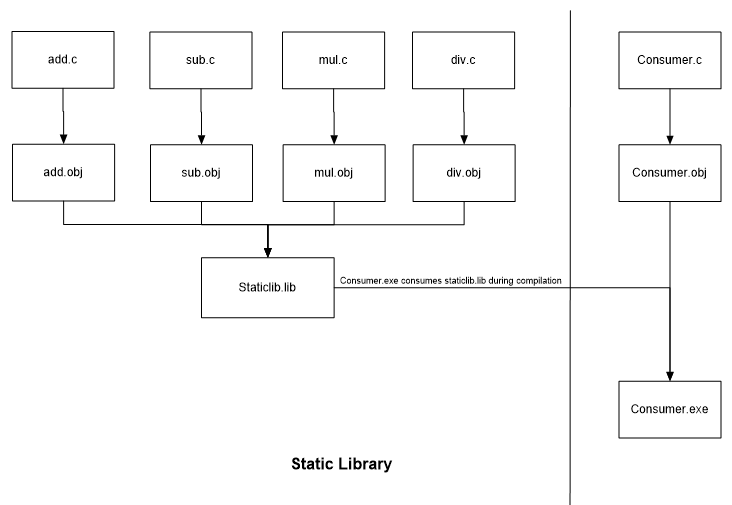 add.c
sub.c
mul.c
div.c
Consumer.c
add.obj
sub.obj
mul.obj
div.obj
Consumer.obj
Staticlib.lib
Consumer.exe consumes staticlib.lib during compilation
Consumer.exe
Static Library